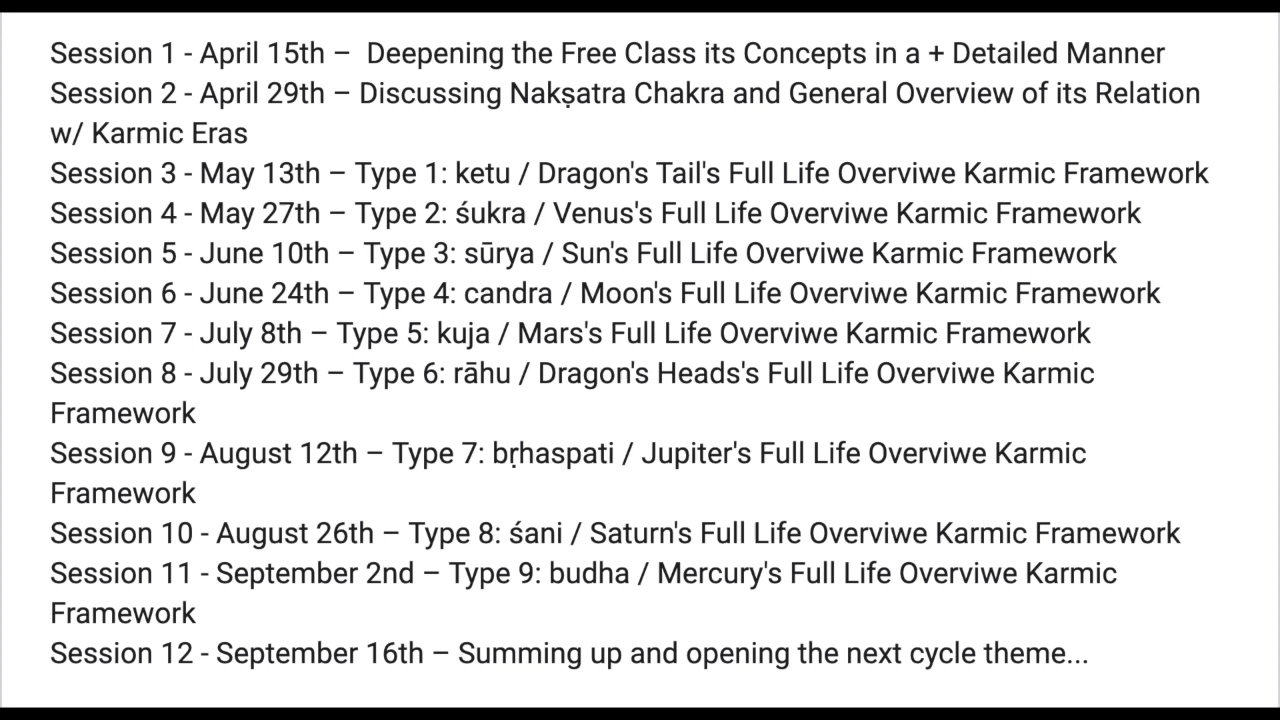 Session 1 - April 15th –  Deepening the Free Class its Concepts in a + Detailed Manner
Session 2 - April 29th – Discussing Nakṣatra Chakra and General Overview of its Relation
w/ Karmic Eras
Session 3 - May 13th – Type 1: ketu / Dragon's Tail's Full Life Overviwe Karmic Framework
Session 4 - May 27th – Type 2: śukra / Venus's Full Life Overviwe Karmic Framework
Session 5 - June 10th – Type 3: sūrya / Sun's Full Life Overviwe Karmic Framework
Session 6 - June 24th – Type 4: candra / Moon's Full Life Overviwe Karmic Framework
Session 7 - July 8th – Type 5: kuja / Mars's Full Life Overviwe Karmic Framework
Session 8 - July 29th – Type 6: rāhu / Dragon's Heads's Full Life Overviwe Karmic
Framework
Session 9 - August 12th – Type 7: bṛhaspati / Jupiter's Full Life Overviwe Karmic
Framework
Session 10 - August 26th – Type 8: śani / Saturn's Full Life Overviwe Karmic Framework
Session 11 - September 2nd – Type 9: budha / Mercury's Full Life Overviwe Karmic
Framework
Session 12 - September 16th – Summing up and opening the next cycle theme...